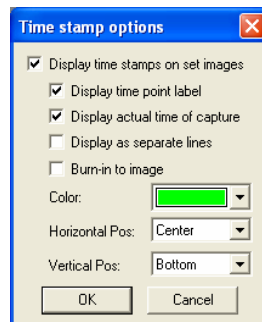 Time stamp options
Display time stamps on set images
Display time point label
Display actual time of capture
Display as separate lines
Burn-in to image
Color:
Horizontal Pos: Center
Vertical Pos: Bottom
OK Cancel